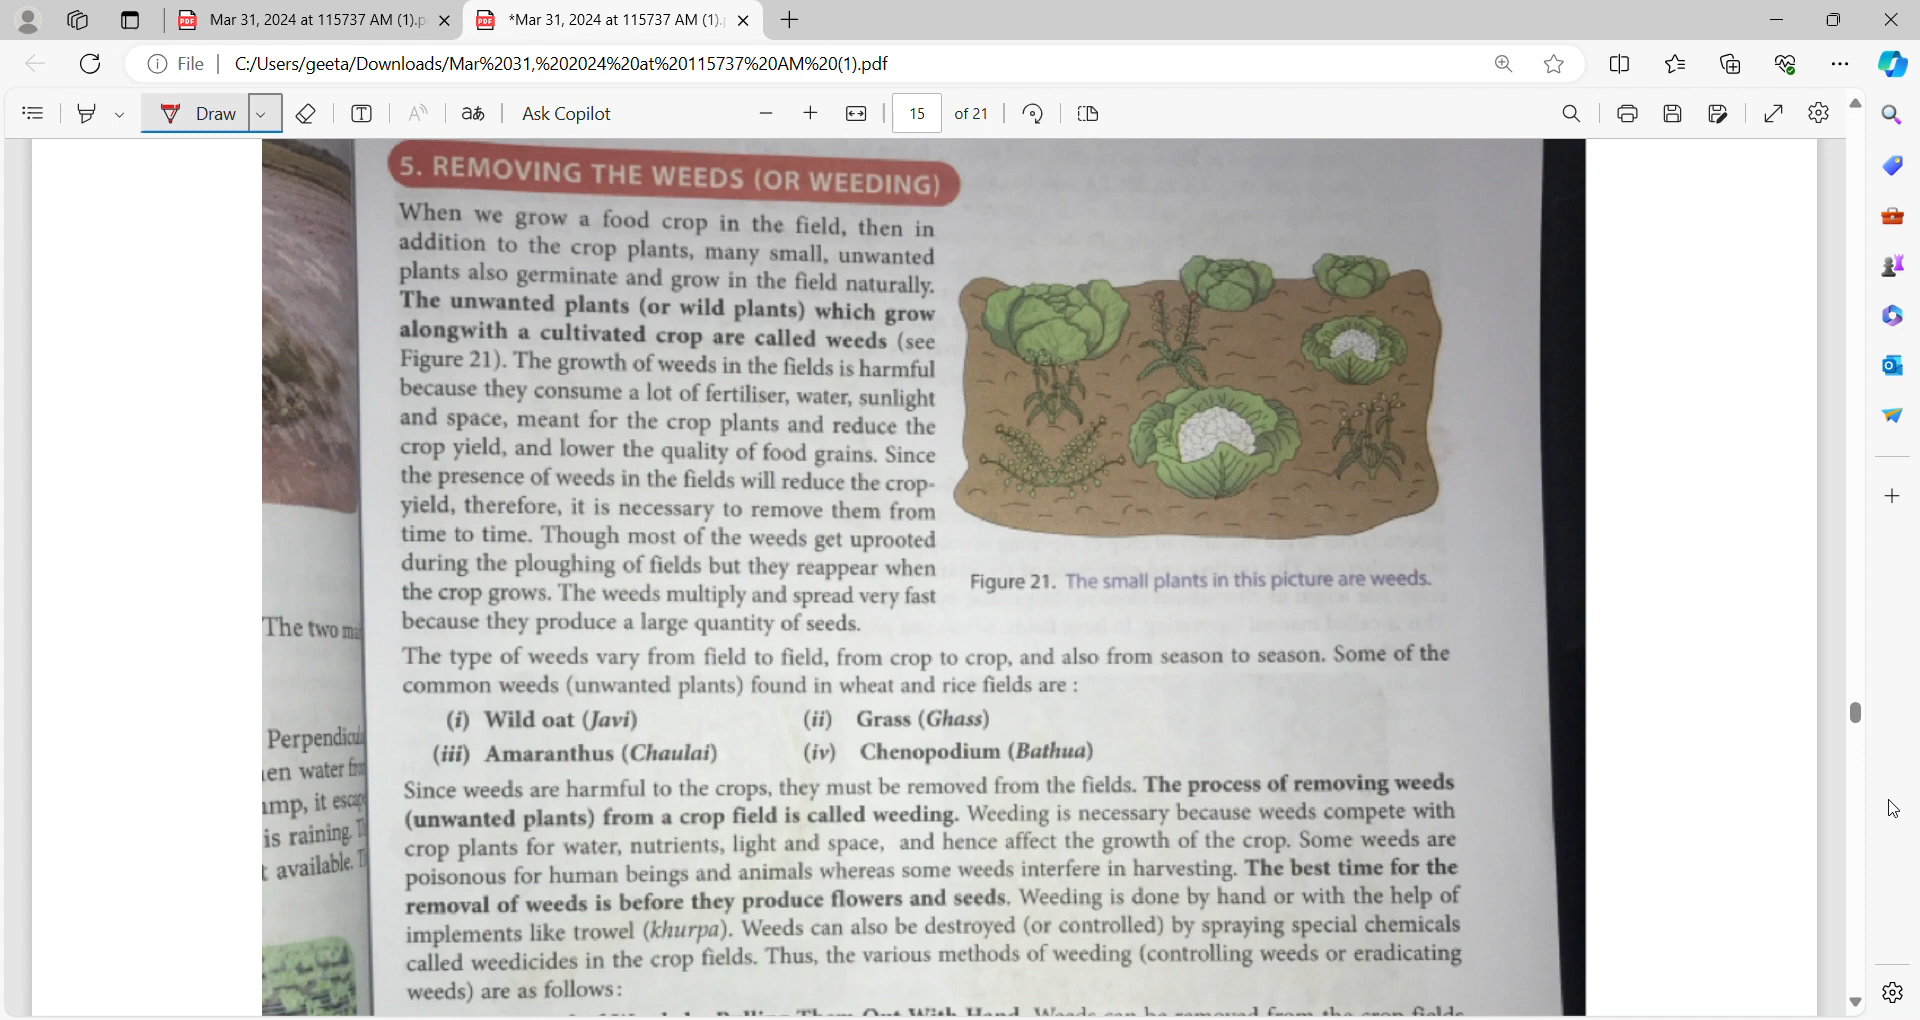 Mar 31, 2024 at 115737 AM (1).p
*Mar 31, 2024 at 115737 AM (1).
File
C:/Users/geeta/Downloads/Mar%2031,%202024%20at%20115737%20AM%20(1).pdf
Draw
Ask Copilot
15 of 21
5. REMOVING THE WEEDS (OR WEEDING)
When we grow a food crop in the field, then in
addition to the crop plants, many small, unwanted
plants also germinate and grow in the field naturally.
The unwanted plants (or wild plants) which grow
alongwith a cultivated crop are called weeds (see
Figure 21). The growth of weeds in the fields is harmful
because they consume a lot of fertiliser, water, sunlight
and space, meant for the crop plants and reduce the
crop yield, and lower the quality of food grains. Since
the presence of weeds in the fields will reduce the crop-
yield, therefore, it is necessary to remove them from
time to time. Though most of the weeds get uprooted
during the ploughing of fields but they reappear when
the crop grows. The weeds multiply and spread very fast
because they produce a large quantity of seeds.
Figure 21. The small plants in this picture are weeds.
The type of weeds vary from field to field, from crop to crop, and also from season to season. Some of the
common weeds (unwanted plants) found in wheat and rice fields are :
(i) Wild oat (Javi) (ii) Grass (Ghass)
(iii) Amaranthus (Chaulai) (iv) Chenopodium (Bathua)
Since weeds are harmful to the crops, they must be removed from the fields. The process of removing weeds
(unwanted plants) from a crop field is called weeding. Weeding is necessary because weeds compete with
crop plants for water, nutrients, light and space, and hence affect the growth of the crop. Some weeds are
poisonous for human beings and animals whereas some weeds interfere in harvesting. The best time for the
removal of weeds is before they produce flowers and seeds. Weeding is done by hand or with the help of
implements like trowel (khurpa). Weeds can also be destroyed (or controlled) by spraying special chemicals
called weedicides in the crop fields. Thus, the various methods of weeding (controlling weeds or eradicating
weeds) are as follows:
The two
water
it
is raining.
available.